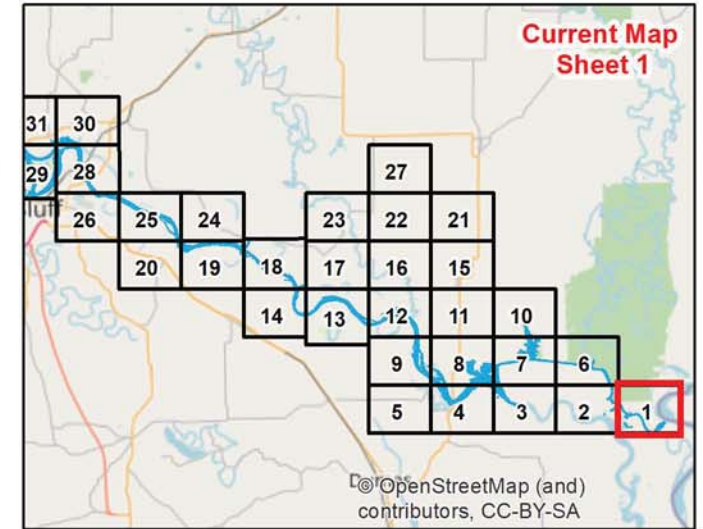 Current Map
Sheet 1
31 30
29 28 27
26 25 24 23 22 21
20 19 18 17 16 15
14 13 12 11 10
9 8 7 6
5 4 3 2 1
© OpenStreetMap (and)
contributors, CC-BY-SA